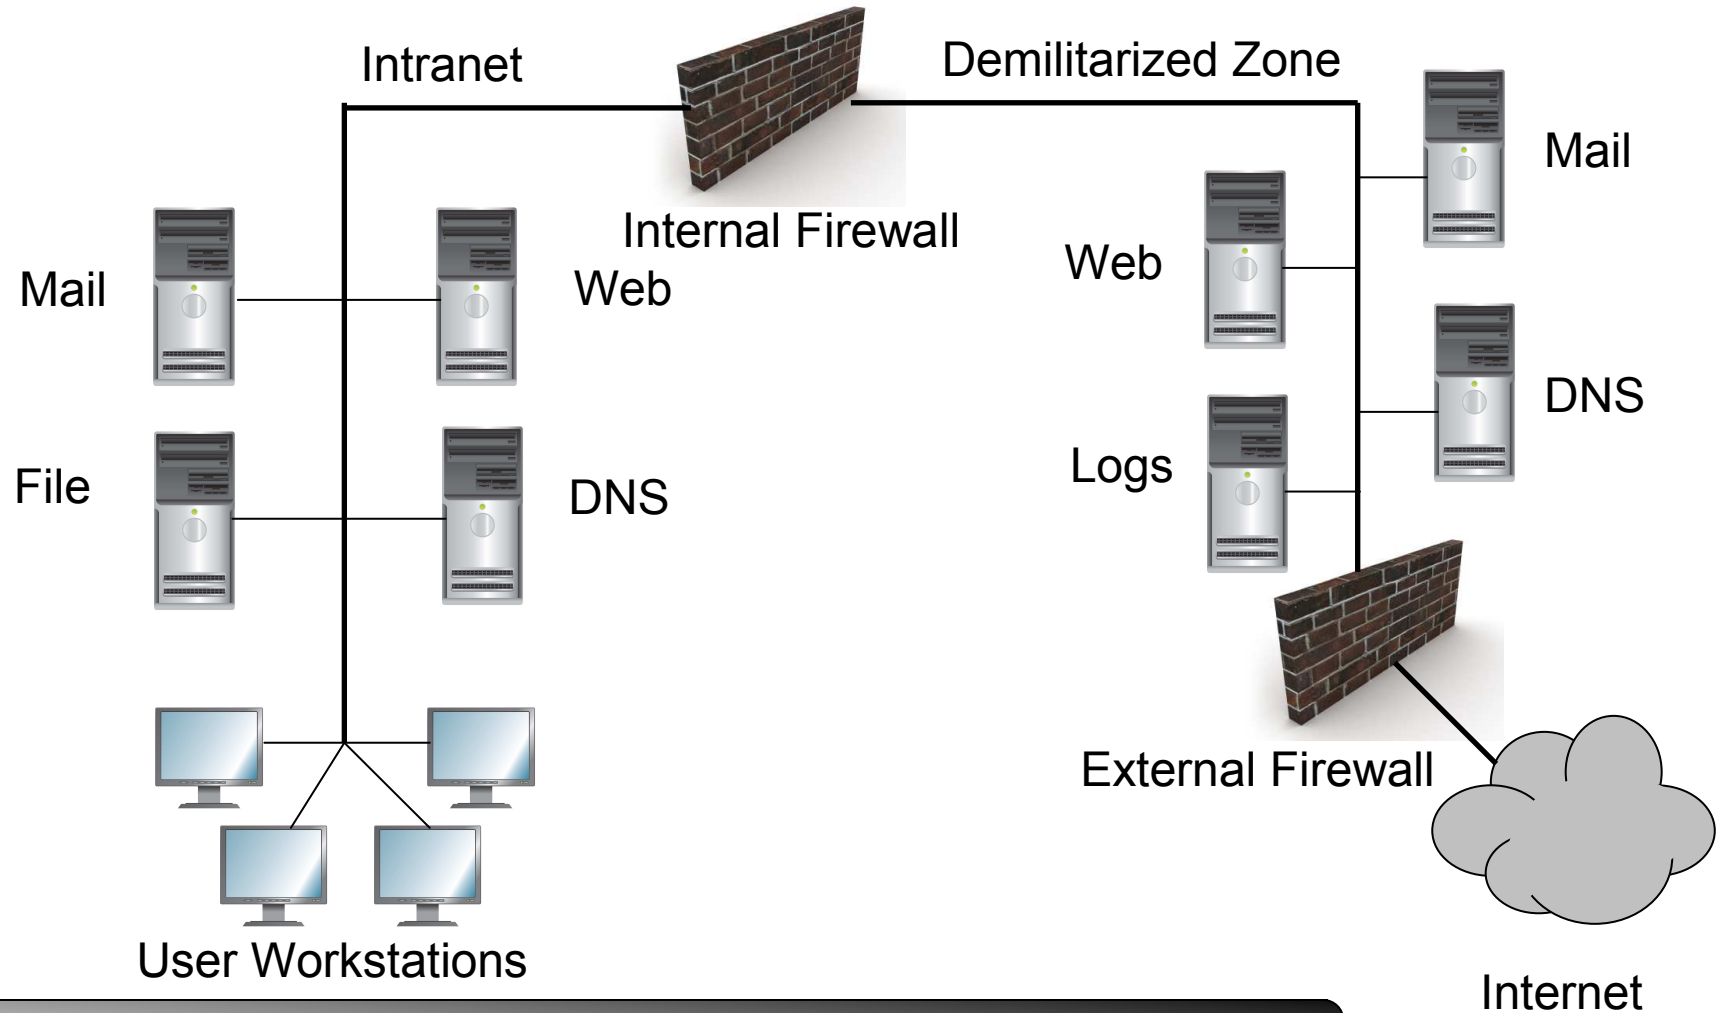 Intranet
Demilitarized Zone
Internal Firewall
Mail
Web
File
DNS
User Workstations
Mail
Web
DNS
Logs
External Firewall
Internet